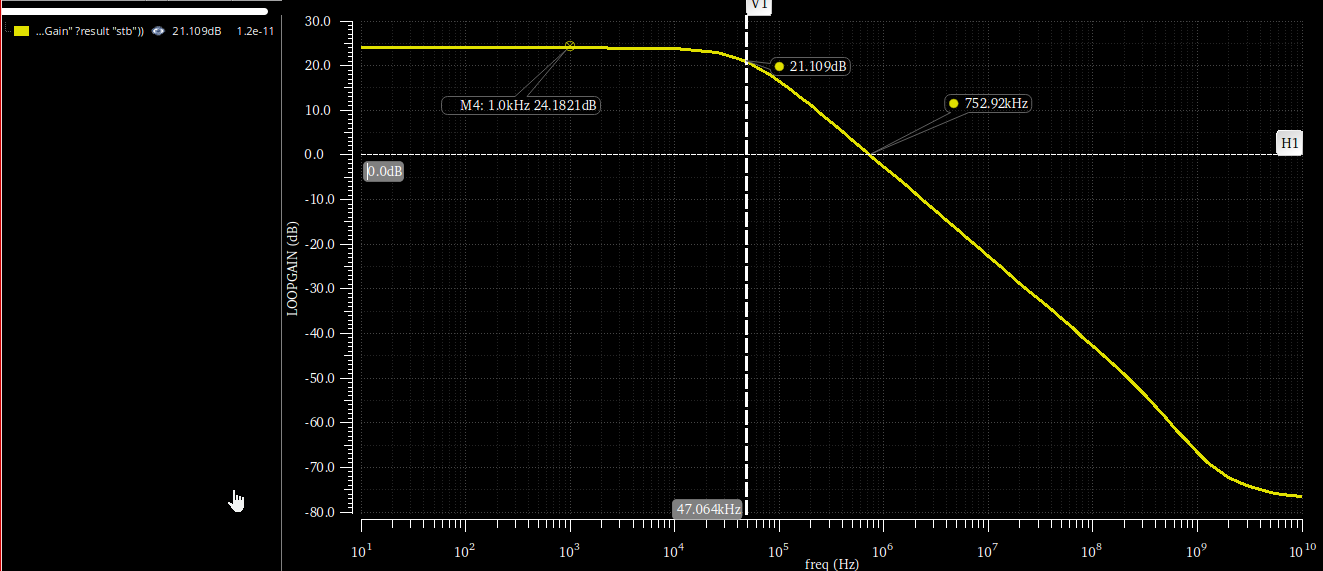 ...Gain" ?result "stb")) 21.109dB 1.2e-11
V1
30.0
20.0
10.0
0.0
-10.0
-20.0
-30.0
-40.0
-50.0
-60.0
-70.0
-80.0
LOOPGAIN (dB)
M4: 1.0kHz 24.1821dB
21.109dB
752.92kHz
H1
0.0dB
47.064kHz
10¹ 10² 10³ 10⁴ 10⁵ 10⁶ 10⁷ 10⁸ 10⁹ 10¹⁰
freq (Hz)